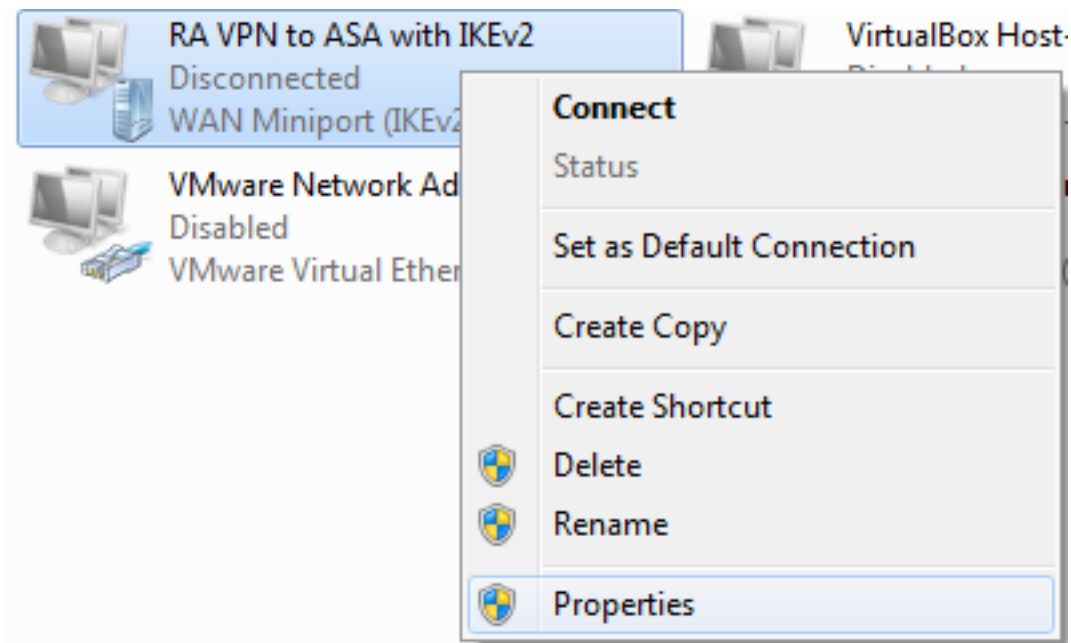 RA VPN to ASA with IKEv2
Disconnected
WAN Miniport (IKEv2
VMware Network Ad
Disabled
VMware Virtual Ether
VirtualBox Host-
Connect
Status
Set as Default Connection
Create Copy
Create Shortcut
Delete
Rename
Properties